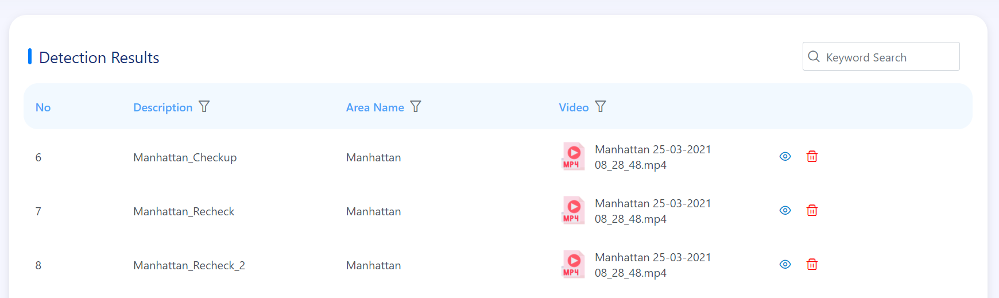 Detection Results
Keyword Search
No Description Area Name Video
6 Manhattan_Checkup Manhattan MP4 Manhattan 25-03-2021
08_28_48.mp4
7 Manhattan_Recheck Manhattan MP4 Manhattan 25-03-2021
08_28_48.mp4
8 Manhattan_Recheck_2 Manhattan MP4 Manhattan 25-03-2021
08_28_48.mp4